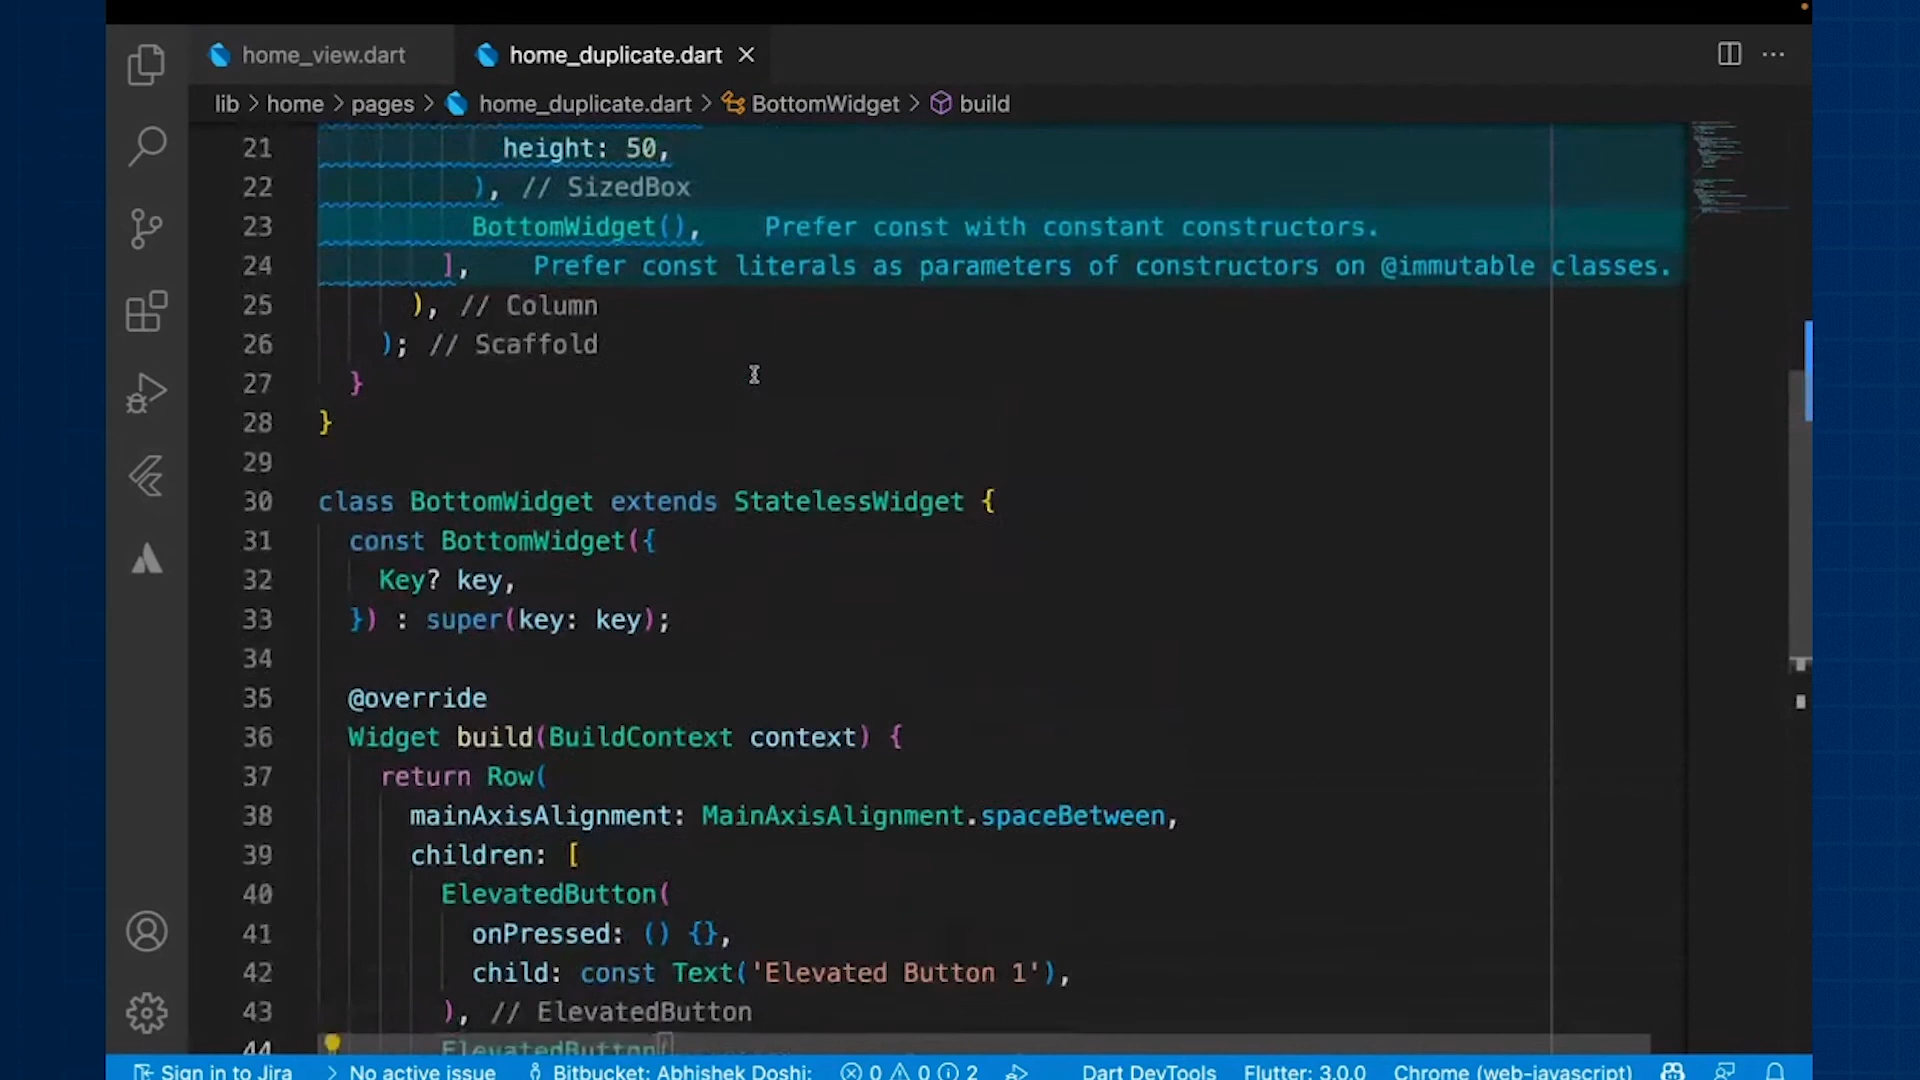 home_view.dart
home_duplicate.dart
lib > home > pages > home_duplicate.dart > BottomWidget > build
21 height: 50,
22 ), // SizedBox
23 BottomWidget(), Prefer const with constant constructors.
24 ], Prefer const literals as parameters of constructors on @immutable classes.
25 ), // Column
26 ); // Scaffold
27 }
28 }
29
30 class BottomWidget extends StatelessWidget {
31 const BottomWidget({
32 Key? key,
33 }) : super(key: key);
34
35 @override
36 Widget build(BuildContext context) {
37 return Row(
38 mainAxisAlignment: MainAxisAlignment.spaceBetween,
39 children: [
40 ElevatedButton(
41 onPressed: () {},
42 child: const Text('Elevated Button 1'),
43 ), // ElevatedButton
44 ElevatedButton(
Sign in to Jira No active issue Bitbucket: Abhishek Doshi: 0 0 2 Dart DevTools Flutter: 3.0.0 Chrome (web-javascript)